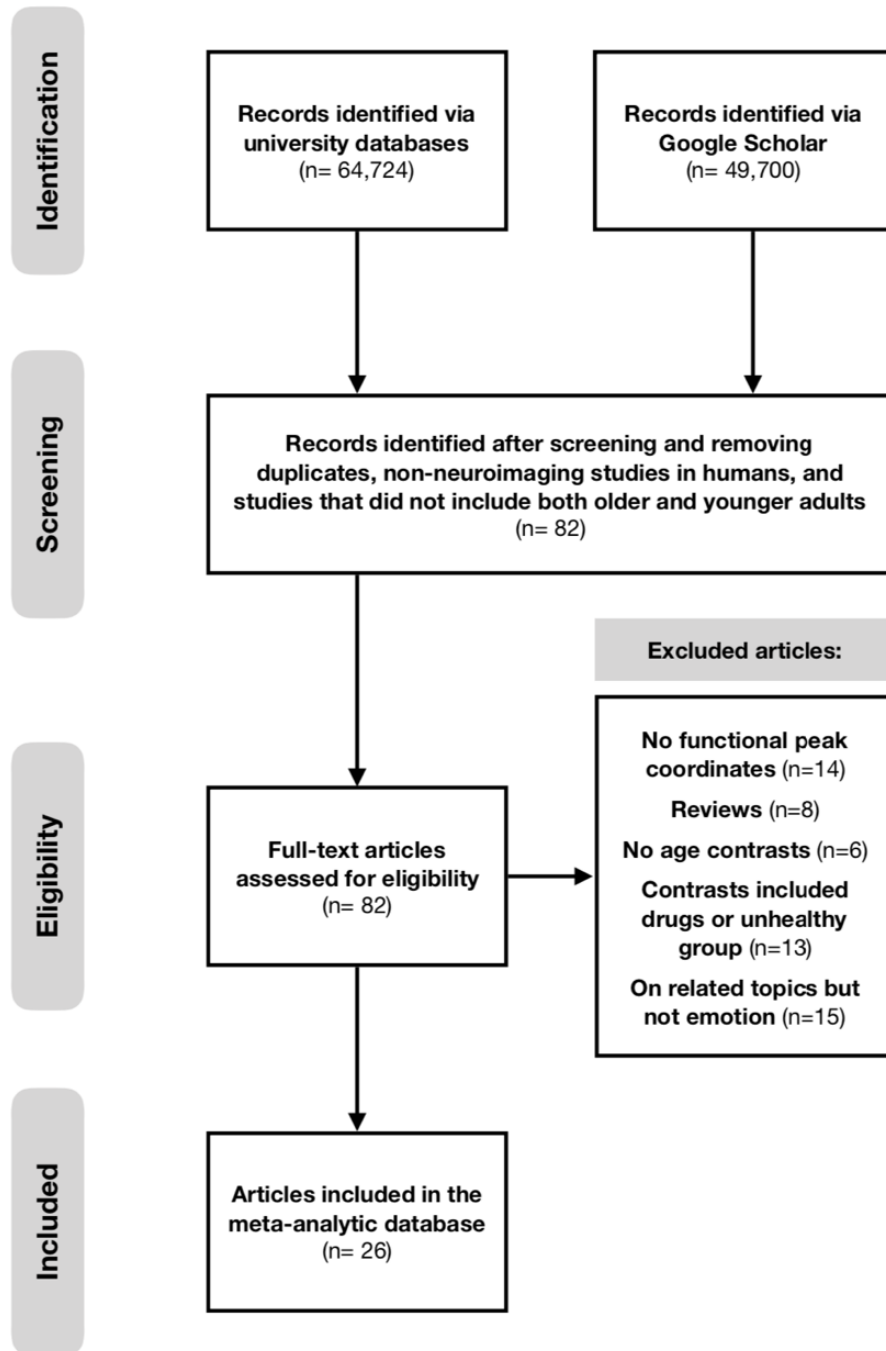 Identification
Records identified via
university databases
(n= 64,724)
Records identified via
Google Scholar
(n= 49,700)
Screening
Records identified after screening and removing
duplicates, non-neuroimaging studies in humans, and
studies that did not include both older and younger adults
(n= 82)
Eligibility
Full-text articles
assessed for eligibility
(n= 82)
Excluded articles:
No functional peak
coordinates (n=14)
Reviews (n=8)
No age contrasts (n=6)
Contrasts included
drugs or unhealthy
group (n=13)
On related topics but
not emotion (n=15)
Included
Articles included in the
meta-analytic database
(n= 26)